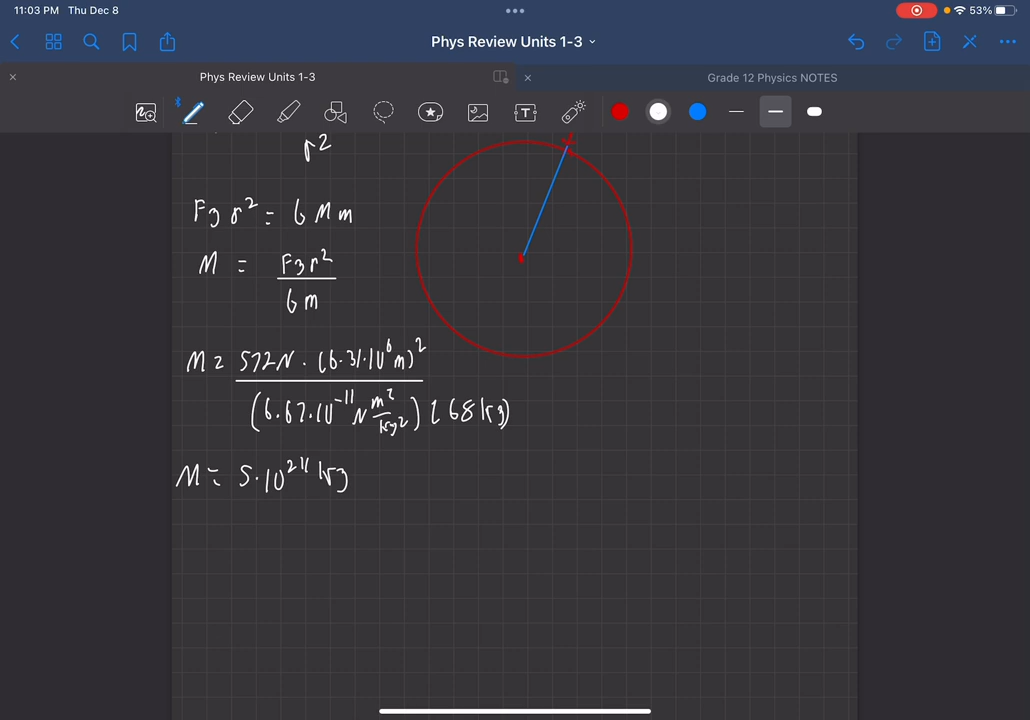 11:03 PM Thu Dec 8
53%
Phys Review Units 1-3
Phys Review Units 1-3
Grade 12 Physics NOTES
r²
Fg r² = G M m
M = Fg r² / G m
M = 572N · (6.31·10⁶ m)² / (6.67·10⁻¹¹ N m²/kg²) (68 kg)
M = 5·10²⁴ kg